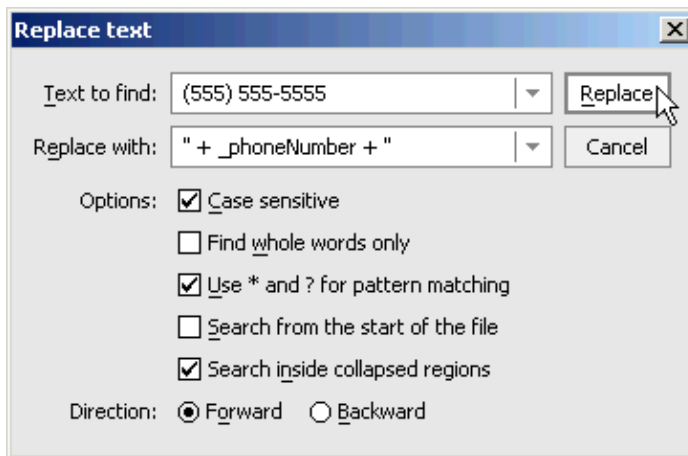 Replace text
Text to find: (555) 555-5555 Replace
Replace with: " + _phoneNumber + " Cancel
Options: Case sensitive
Find whole words only
Use * and ? for pattern matching
Search from the start of the file
Search inside collapsed regions
Direction: Forward Backward